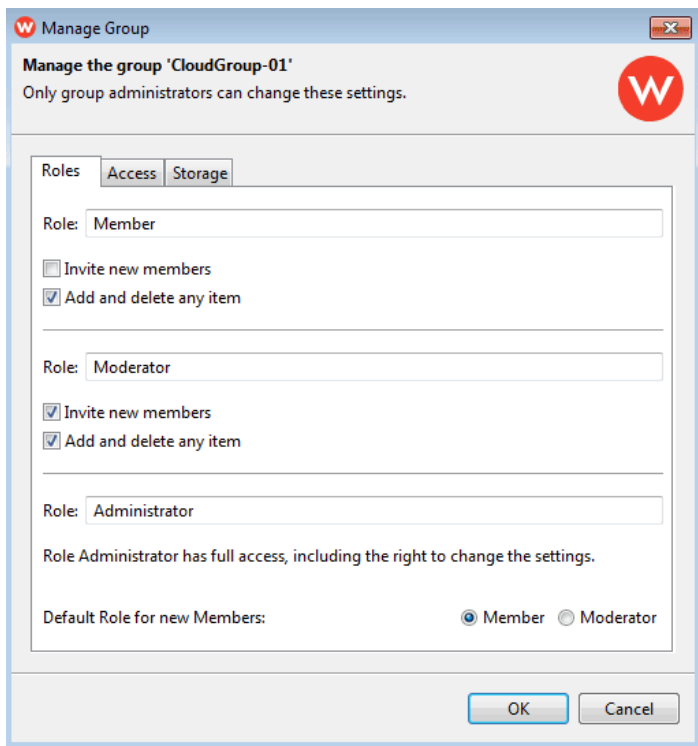 Manage Group
Manage the group 'CloudGroup-01'
Only group administrators can change these settings.
W
Roles Access Storage
Role: Member
Invite new members
Add and delete any item
Role: Moderator
Invite new members
Add and delete any item
Role: Administrator
Role Administrator has full access, including the right to change the settings.
Default Role for new Members: Member Moderator
OK Cancel